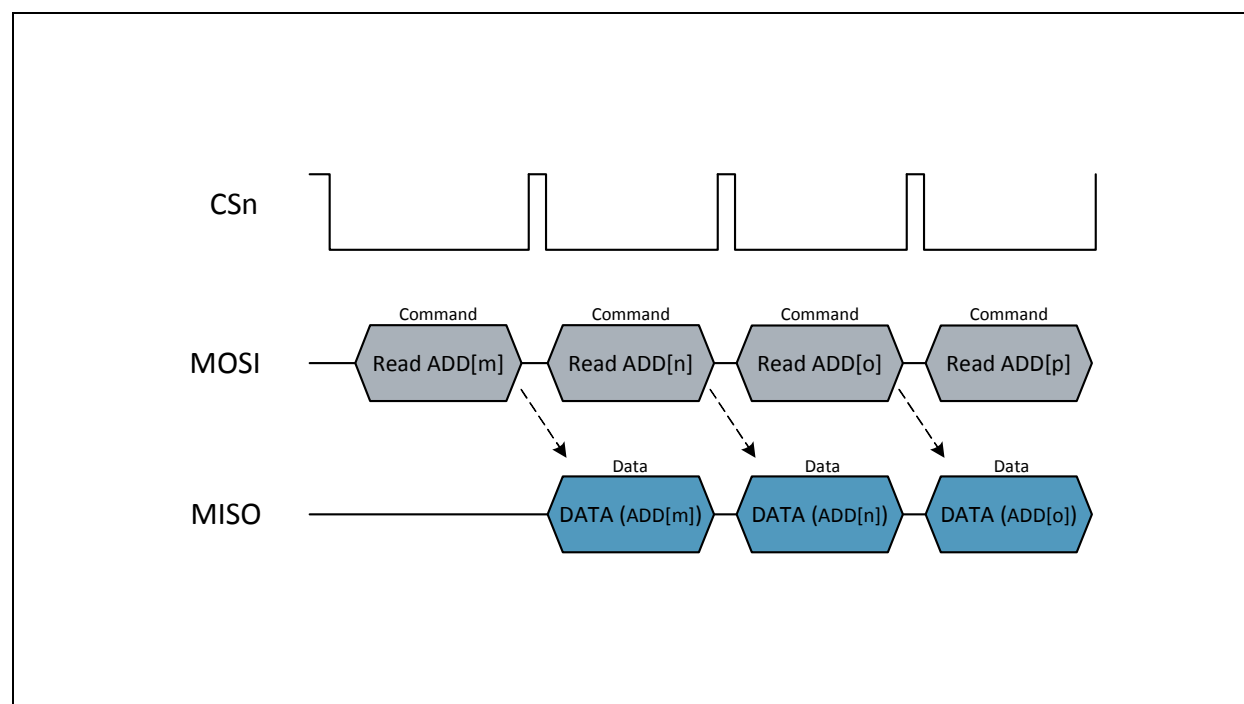 CSn
Command Command Command Command
MOSI Read ADD[m] Read ADD[n] Read ADD[o] Read ADD[p]
Data Data Data
MISO DATA (ADD[m]) DATA (ADD[n]) DATA (ADD[o])